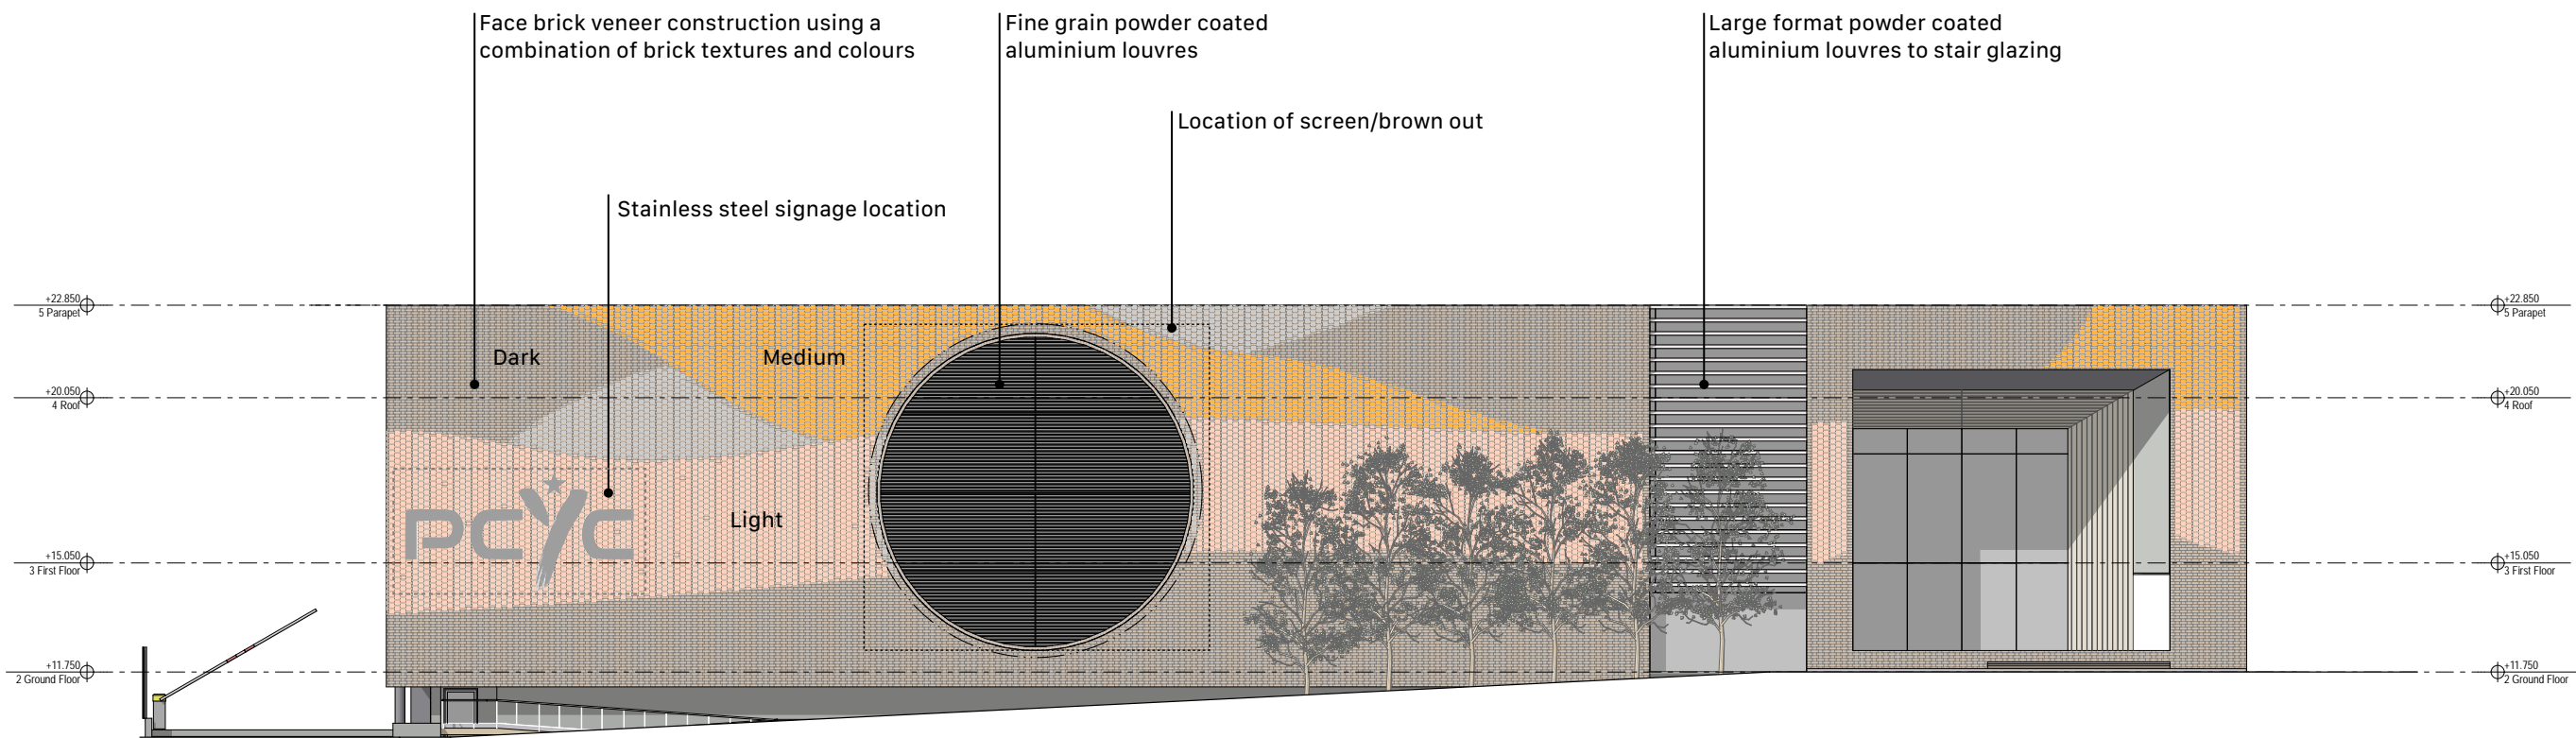 Face brick veneer construction using a
combination of brick textures and colours
Fine grain powder coated
aluminium louvres
Large format powder coated
aluminium louvres to stair glazing
Location of screen/brown out
Stainless steel signage location
+22.850
5 Parapet
+22.850
5 Parapet
Dark
Medium
+20.050
4 Roof
+20.050
4 Roof
PCYC
Light
+15.050
3 First Floor
+15.050
3 First Floor
+11.750
2 Ground Floor
+11.750
2 Ground Floor